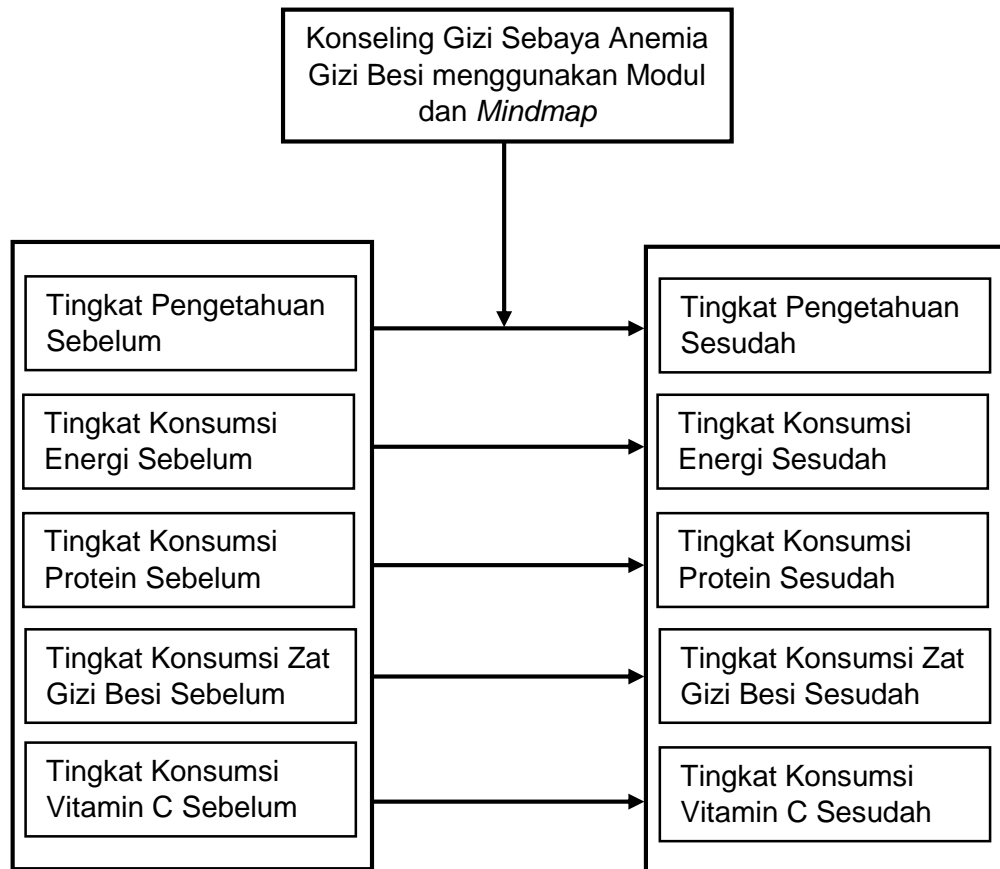 Konseling Gizi Sebaya Anemia
Gizi Besi menggunakan Modul
dan Mindmap
Tingkat Pengetahuan
Sebelum
Tingkat Konsumsi
Energi Sebelum
Tingkat Konsumsi
Protein Sebelum
Tingkat Konsumsi Zat
Gizi Besi Sebelum
Tingkat Konsumsi
Vitamin C Sebelum
Tingkat Pengetahuan
Sesudah
Tingkat Konsumsi
Energi Sesudah
Tingkat Konsumsi
Protein Sesudah
Tingkat Konsumsi Zat
Gizi Besi Sesudah
Tingkat Konsumsi
Vitamin C Sesudah